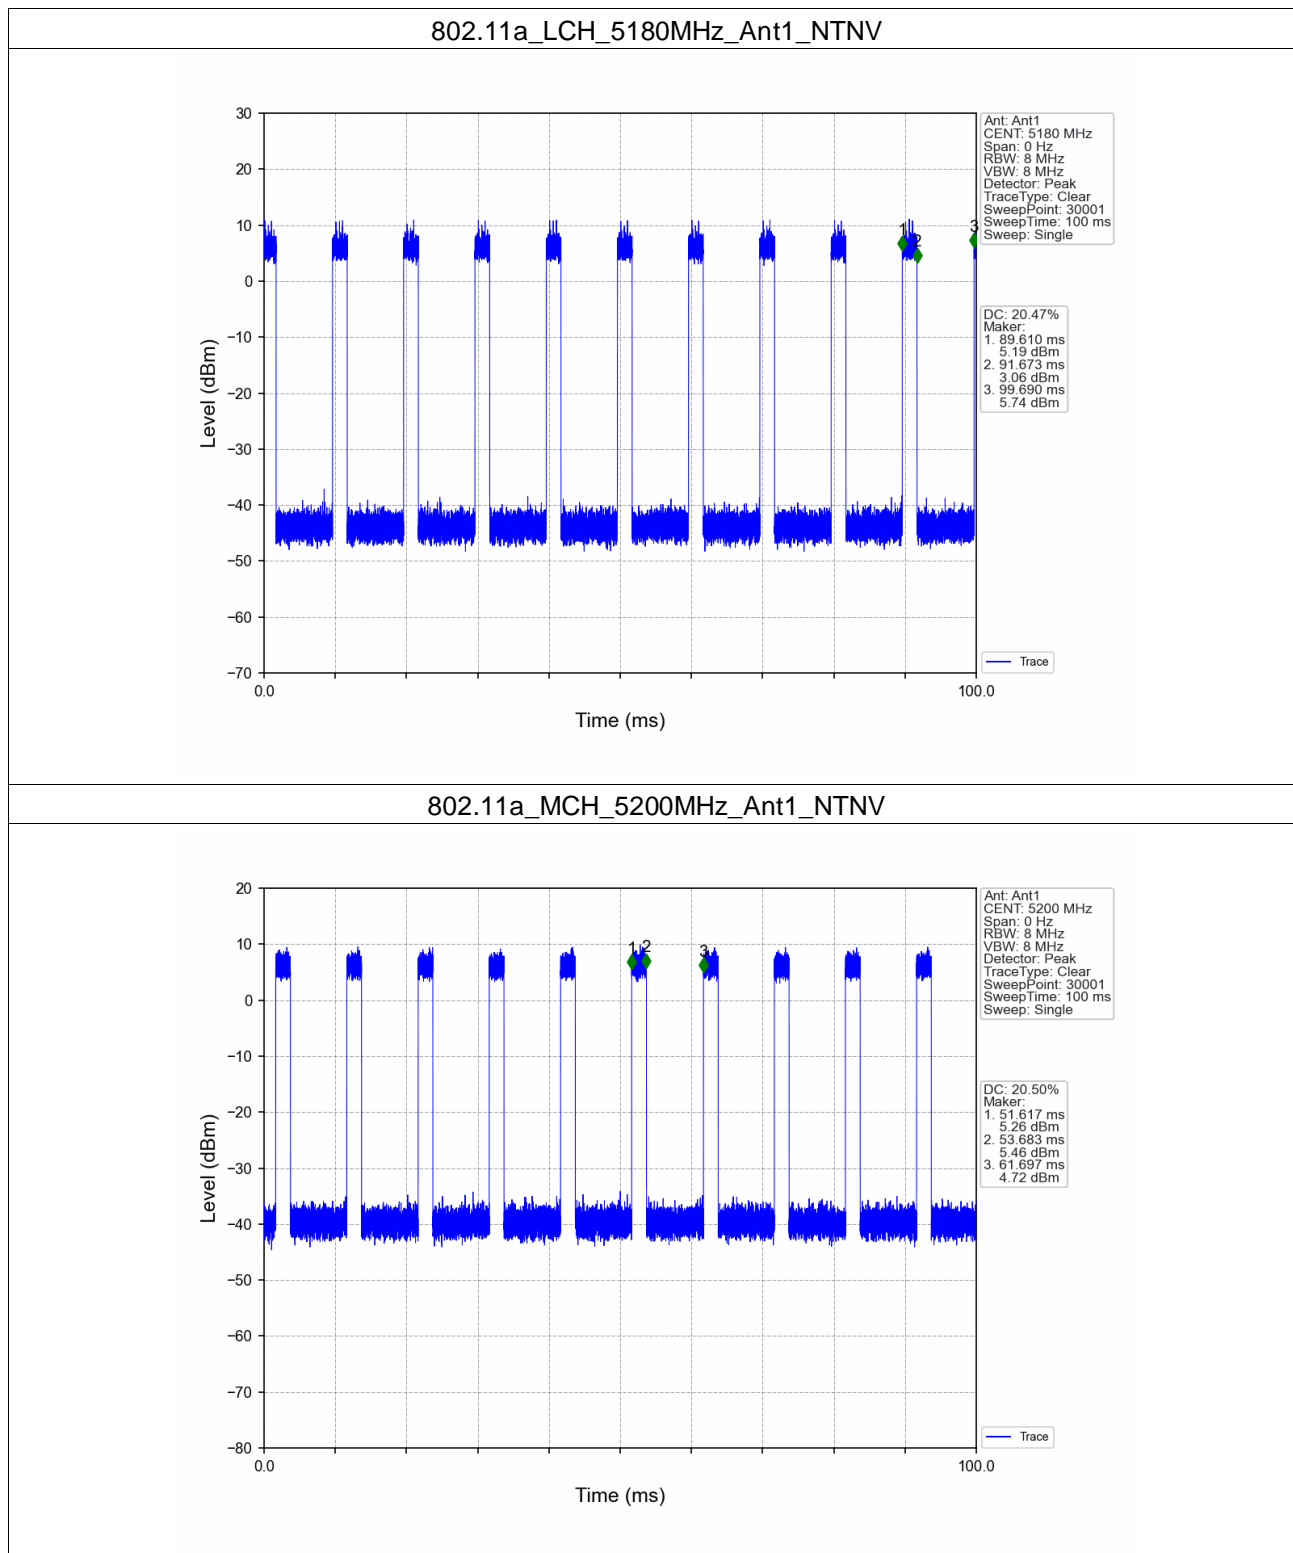 802.11a_LCH_5180MHz_Ant1_NTNV
30
20
10
0
−10
−20
−30
−40
−50
−60
−70
Level (dBm)
0.0
100.0
Time (ms)
1
2
3
Ant: Ant1
CENT: 5180 MHz
Span: 0 Hz
RBW: 8 MHz
VBW: 8 MHz
Detector: Peak
TraceType: Clear
SweepPoint: 30001
SweepTime: 100 ms
Sweep: Single
DC: 20.47%
Maker:
1. 89.610 ms
5.19 dBm
2. 91.673 ms
3.06 dBm
3. 99.690 ms
5.74 dBm
Trace
802.11a_MCH_5200MHz_Ant1_NTNV
20
10
0
−10
−20
−30
−40
−50
−60
−70
−80
Level (dBm)
0.0
100.0
Time (ms)
1
2
3
Ant: Ant1
CENT: 5200 MHz
Span: 0 Hz
RBW: 8 MHz
VBW: 8 MHz
Detector: Peak
TraceType: Clear
SweepPoint: 30001
SweepTime: 100 ms
Sweep: Single
DC: 20.50%
Maker:
1. 51.617 ms
5.26 dBm
2. 53.683 ms
5.46 dBm
3. 61.697 ms
4.72 dBm
Trace